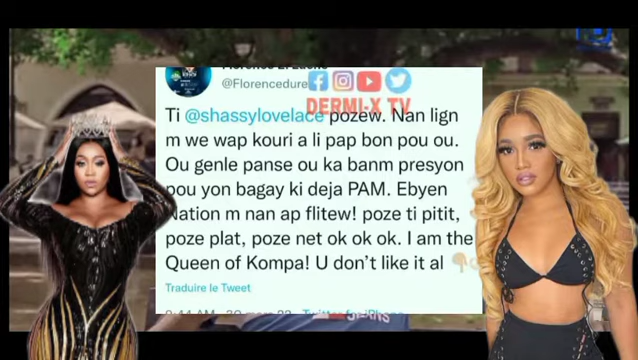 @Florencedure
DERMI-X TV
Ti @shassylovelace pozew. Nan lign
m we wap kouri a li pap bon pou ou.
Ou genle panse ou ka banm presyon
pou yon bagay ki deja PAM. Ebyen
Nation m nan ap flitew! poze ti pitit,
poze plat, poze net ok ok ok. I am the
Queen of Kompa! U don't like it al
Traduire le Tweet